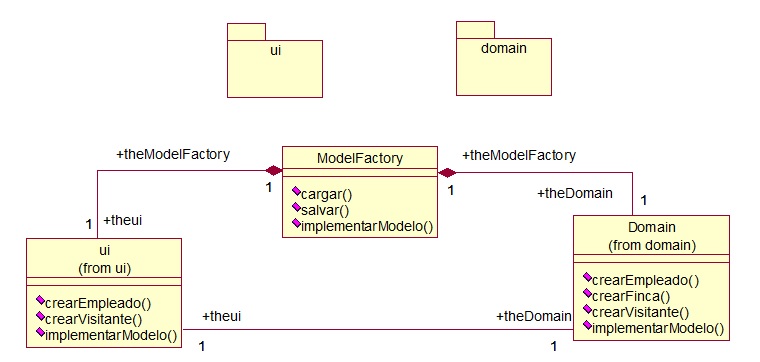 ui
domain
+theModelFactory
ModelFactory
+theModelFactory
1
1
cargar()
salvar()
implementarModelo()
+theDomain
1
1
+theui
ui
(from ui)
Domain
(from domain)
crearEmpleado()
crearVisitante()
implementarModelo()
crearEmpleado()
crearFinca()
crearVisitante()
implementarModelo()
+theui
+theDomain
1
1